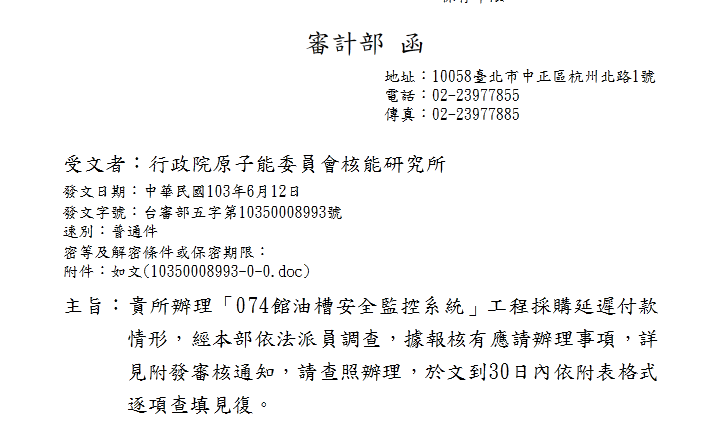 審計部 函
地址：10058臺北市中正區杭州北路1號
電話：02-23977855
傳真：02-23977885
受文者：行政院原子能委員會核能研究所
發文日期：中華民國103年6月12日
發文字號：台審部五字第10350008993號
速別：普通件
密等及解密條件或保密期限：
附件：如文(10350008993-0-0.doc)
主旨：貴所辦理「074館油槽安全監控系統」工程採購延遲付款
情形，經本部依法派員調查，據報核有應請辦理事項，詳
見附發審核通知，請查照辦理，於文到30日內依附表格式
逐項查填見復。